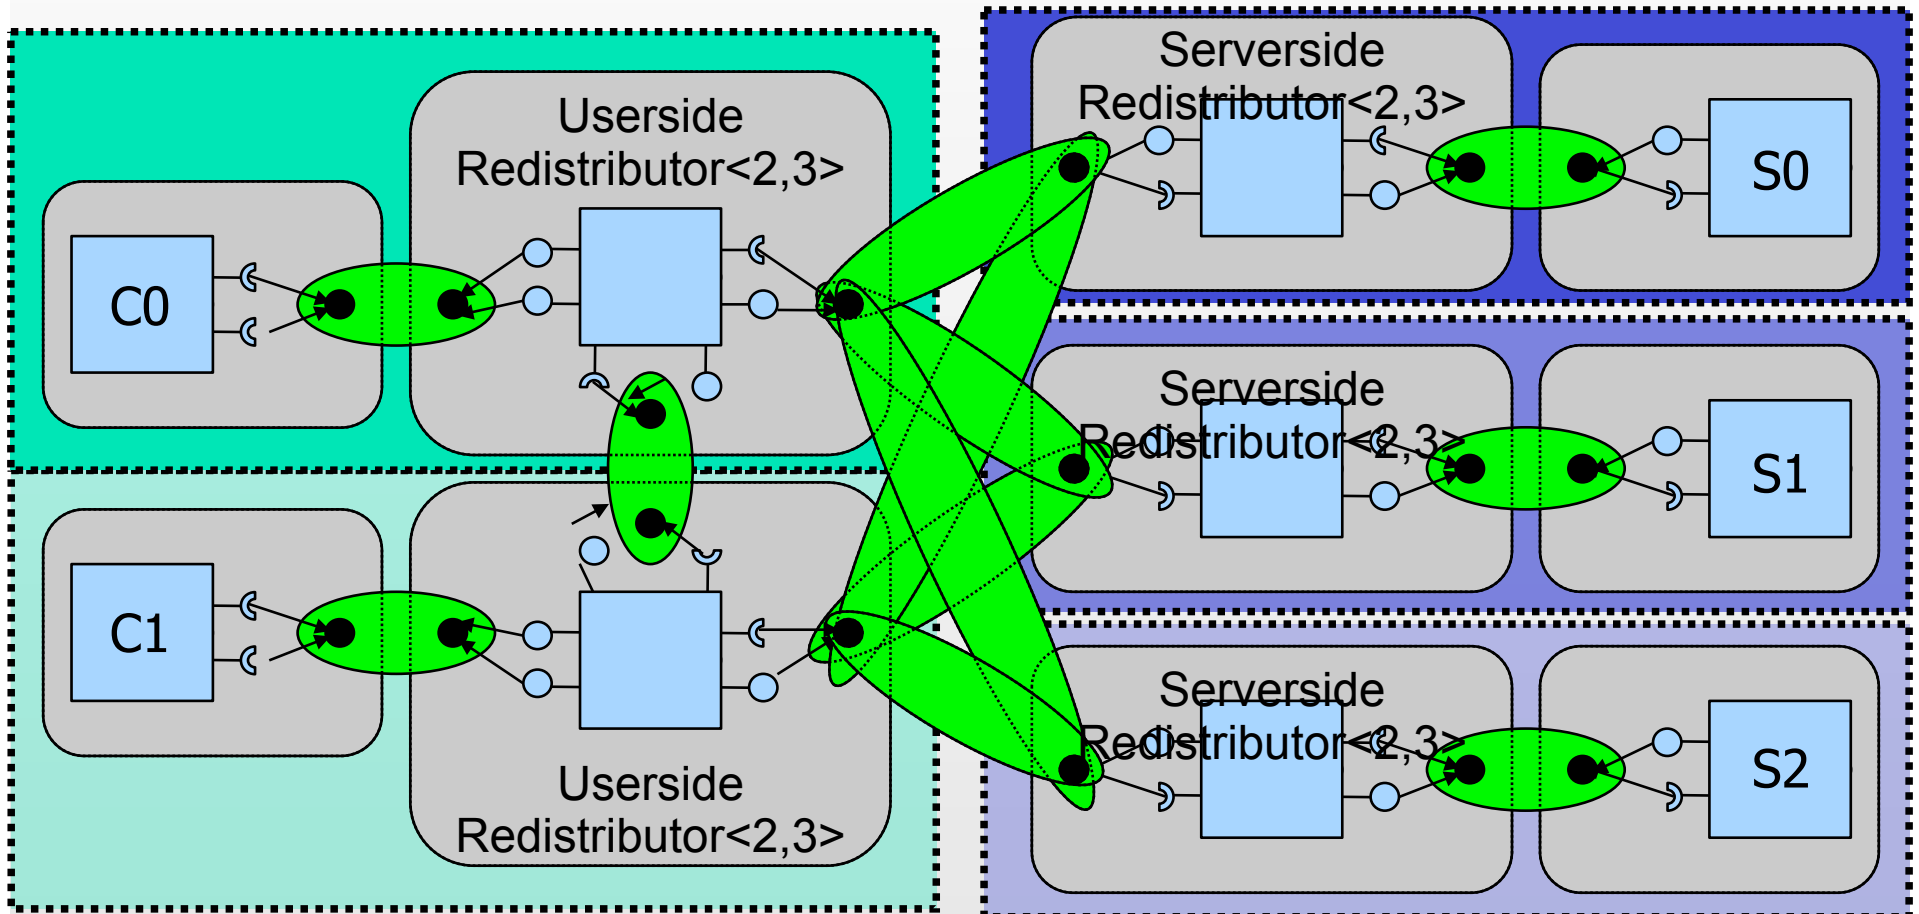 Userside
Redistributor<2,3>
C0
Userside
Redistributor<2,3>
C1
Serverside
Redistributor<2,3>
S0
Serverside
Redistributor<2,3>
S1
Serverside
Redistributor<2,3>
S2